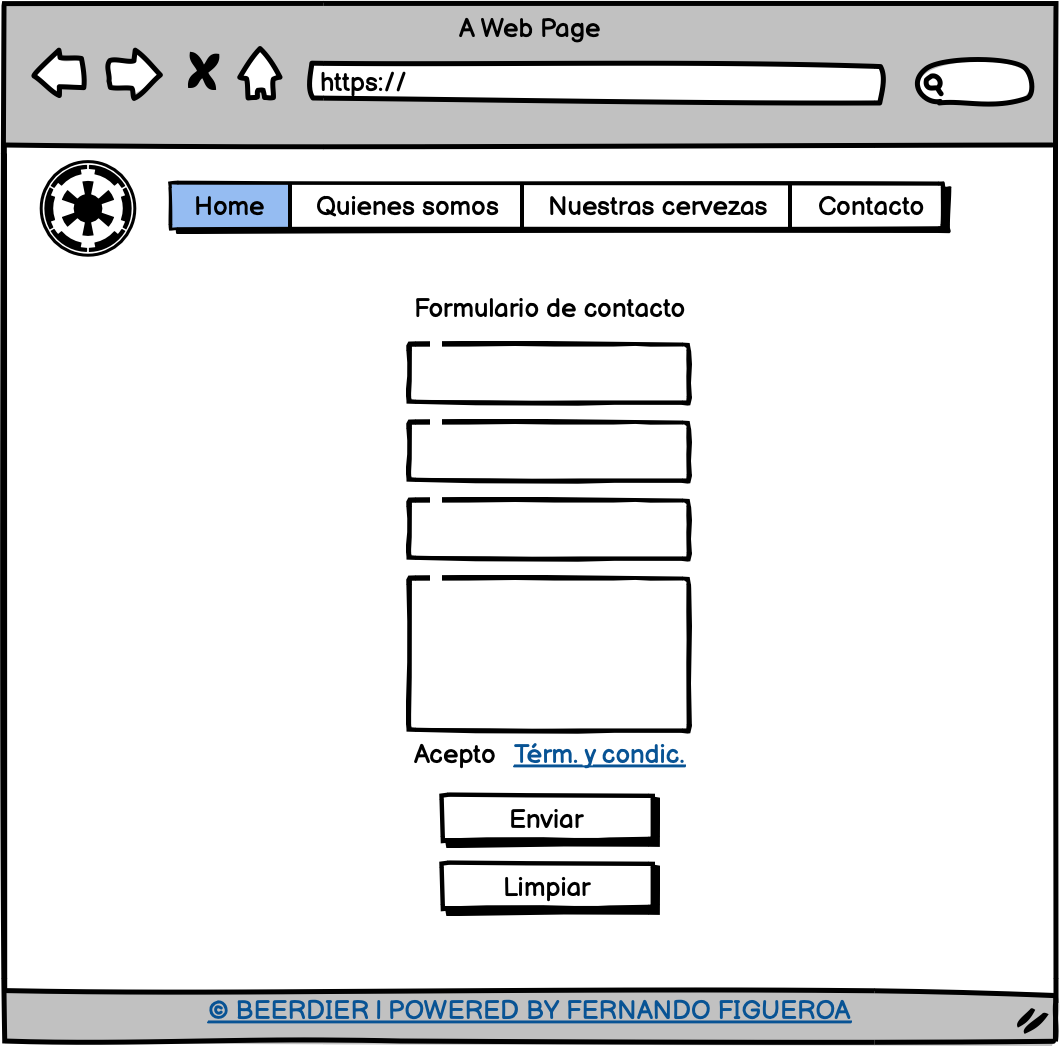 A Web Page
https://
Home Quienes somos Nuestras cervezas Contacto
Formulario de contacto
Acepto Térm. y condic.
Enviar
Limpiar
© BEERDIER | POWERED BY FERNANDO FIGUEROA